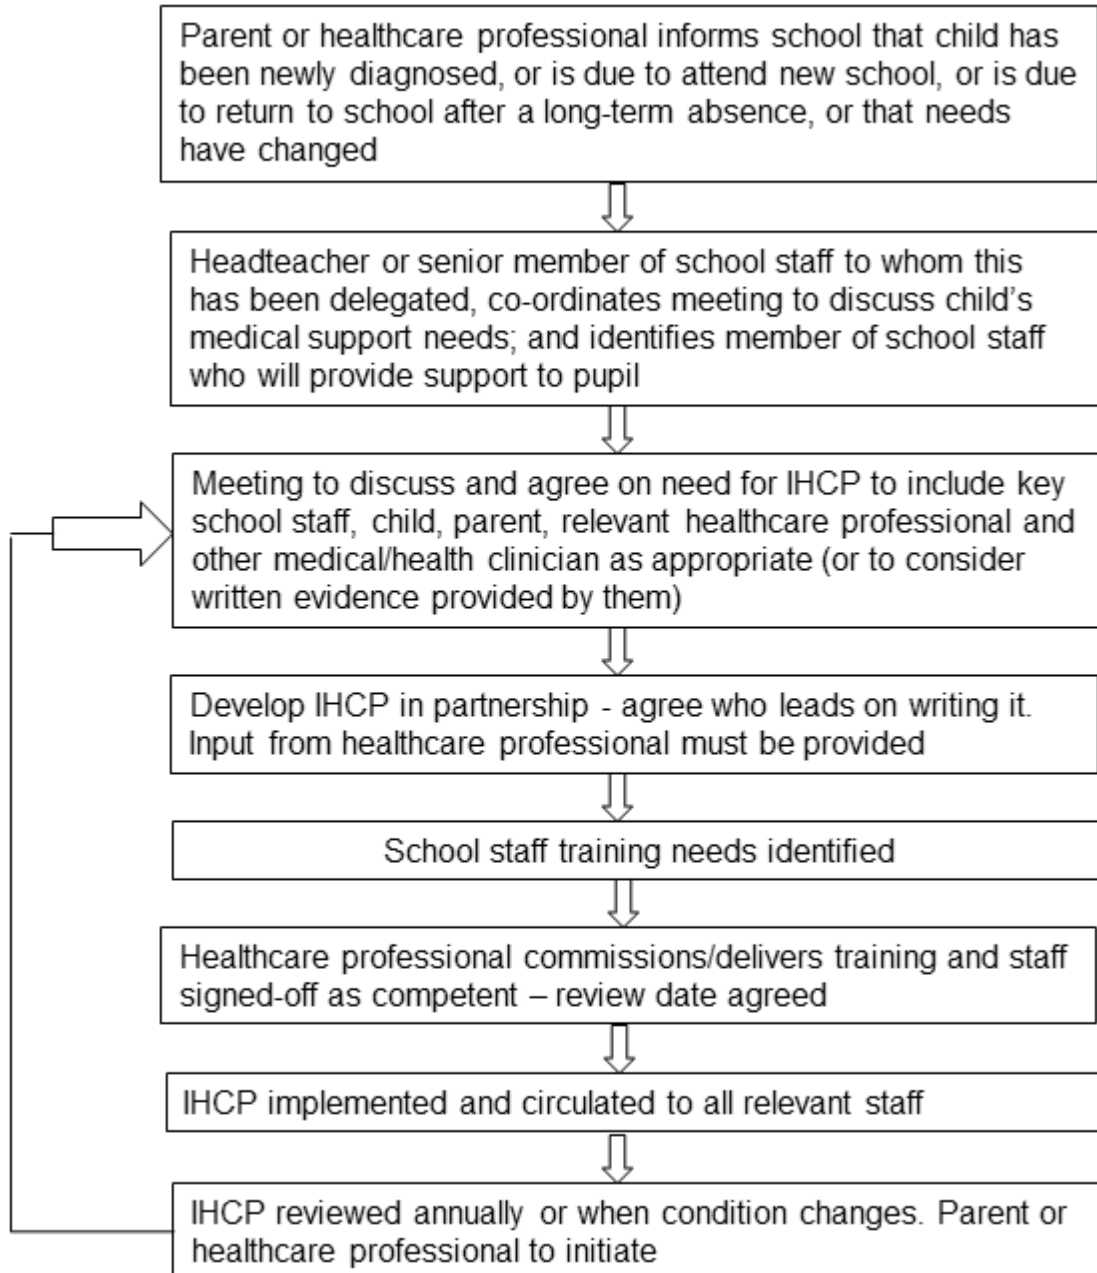 Parent or healthcare professional informs school that child has
been newly diagnosed, or is due to attend new school, or is due
to return to school after a long-term absence, or that needs
have changed
Headteacher or senior member of school staff to whom this
has been delegated, co-ordinates meeting to discuss child's
medical support needs; and identifies member of school staff
who will provide support to pupil
Meeting to discuss and agree on need for IHCP to include key
school staff, child, parent, relevant healthcare professional and
other medical/health clinician as appropriate (or to consider
written evidence provided by them)
Develop IHCP in partnership - agree who leads on writing it.
Input from healthcare professional must be provided
School staff training needs identified
Healthcare professional commissions/delivers training and staff
signed-off as competent – review date agreed
IHCP implemented and circulated to all relevant staff
IHCP reviewed annually or when condition changes. Parent or
healthcare professional to initiate